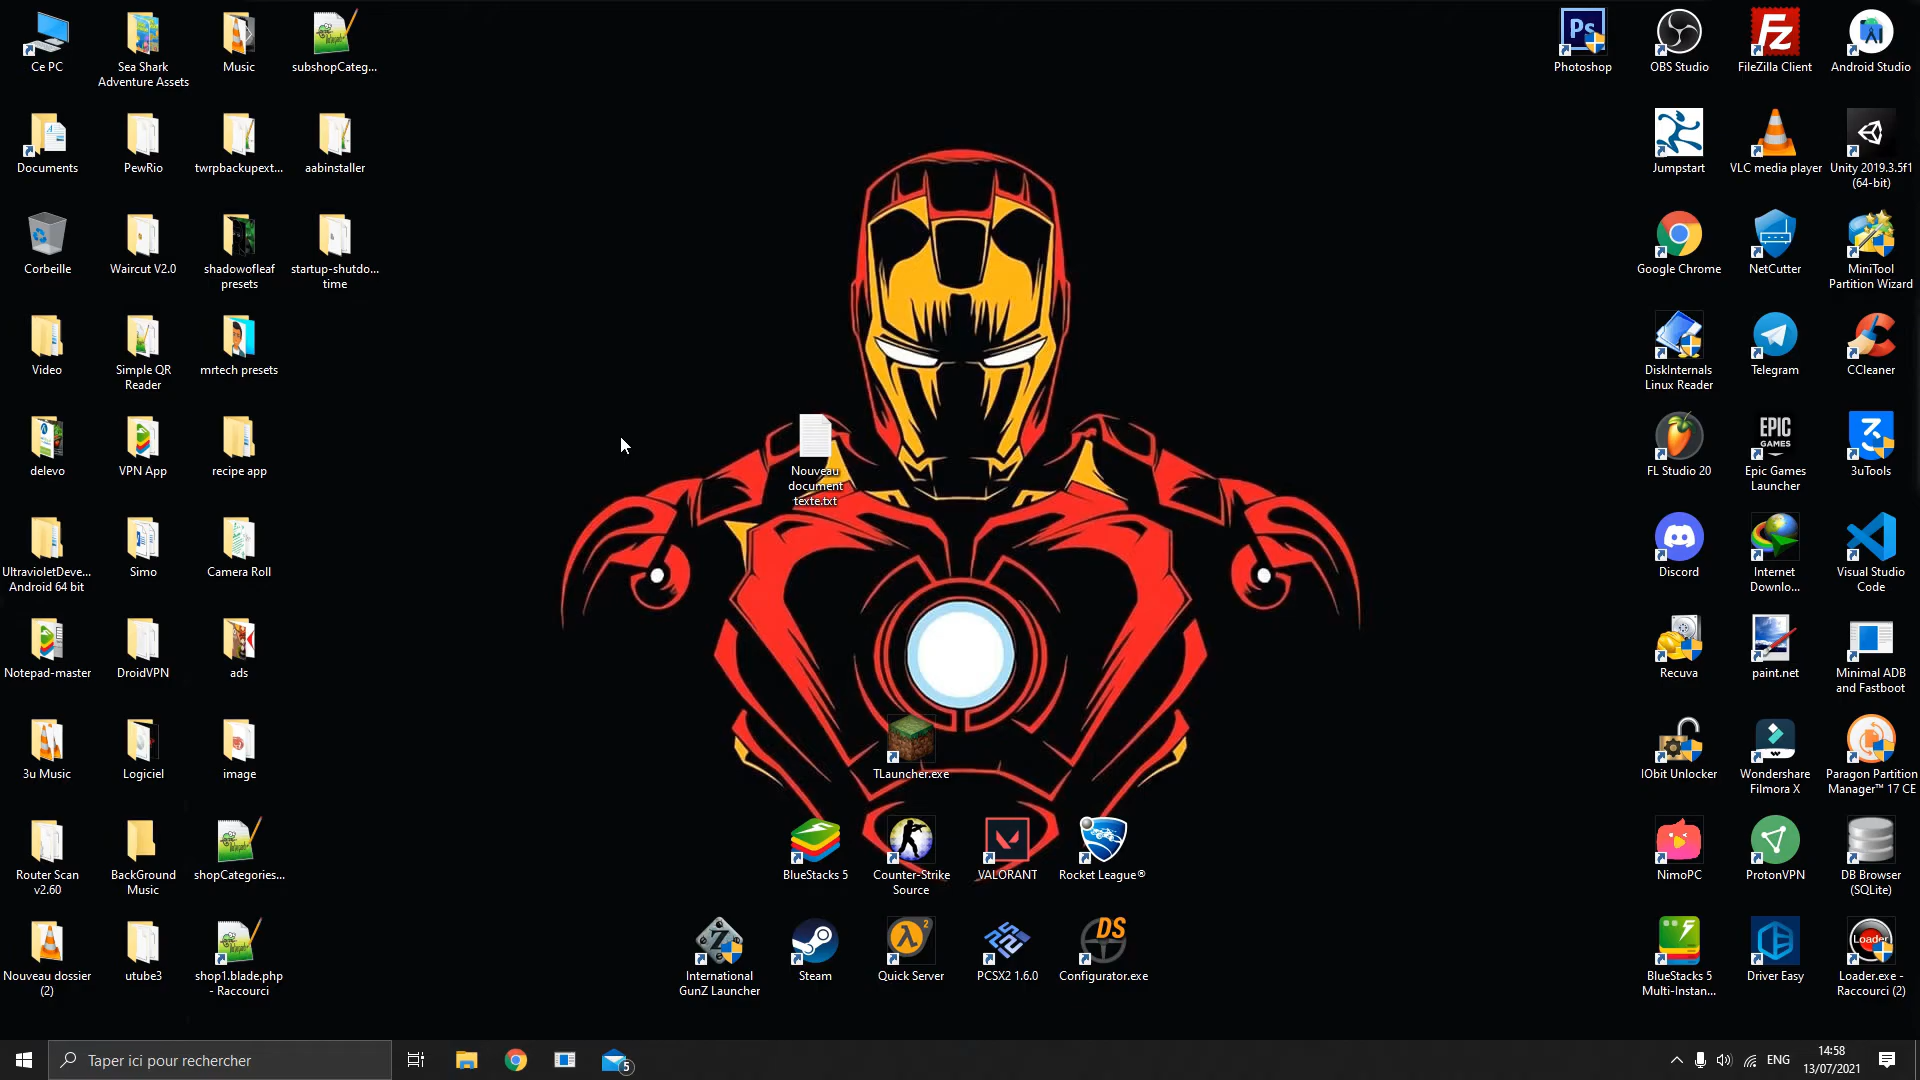 Ce PC
Sea Shark
Adventure Assets
Music
subshopCateg...
Photoshop
OBS Studio
FileZilla Client
Android Studio
Documents
PewRio
twrpbackupext...
aabinstaller
Jumpstart
VLC media player
Unity 2019.3.5f1
(64-bit)
Corbeille
Waircut V2.0
shadowofleaf
presets
startup-shutdo...
time
Google Chrome
NetCutter
MiniTool
Partition Wizard
Video
Simple QR
Reader
mrtech presets
DiskInternals
Linux Reader
Telegram
CCleaner
delevo
VPN App
recipe app
Nouveau
document
texte.txt
FL Studio 20
EPIC
GAMES
Epic Games
Launcher
3uTools
UltravioletDeve...
Android 64 bit
Simo
Camera Roll
Discord
Internet
Downlo...
Visual Studio
Code
Notepad-master
DroidVPN
ads
Recuva
paint.net
Minimal ADB
and Fastboot
3u Music
Logiciel
image
TLauncher.exe
IObit Unlocker
Wondershare
Filmora X
Paragon Partition
Manager™ 17 CE
Router Scan
v2.60
BackGround
Music
shopCategories...
BlueStacks 5
Counter-Strike
Source
VALORANT
Rocket League®
NimoPC
ProtonVPN
DB Browser
(SQLite)
Nouveau dossier
(2)
utube3
shop1.blade.php
- Raccourci
International
GunZ Launcher
Steam
Quick Server
PCSX2 1.6.0
DS
Configurator.exe
BlueStacks 5
Multi-Instan...
Driver Easy
Loader
Loader.exe -
Raccourci (2)
Taper ici pour rechercher
5
ENG
14:58
13/07/2021